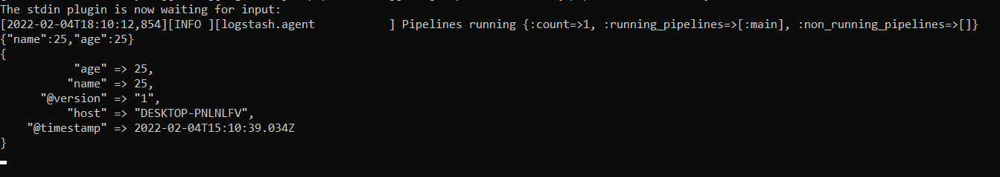 The stdin plugin is now waiting for input:
[2022-02-04T18:10:12,854][INFO ][logstash.agent           ] Pipelines running {:count=>1, :running_pipelines=>[:main], :non_running_pipelines=>[]}
{"name":25,"age":25}
{
           "age" => 25,
          "name" => 25,
      "@version" => "1",
          "host" => "DESKTOP-PNLNLFV",
    "@timestamp" => 2022-02-04T15:10:39.034Z
}